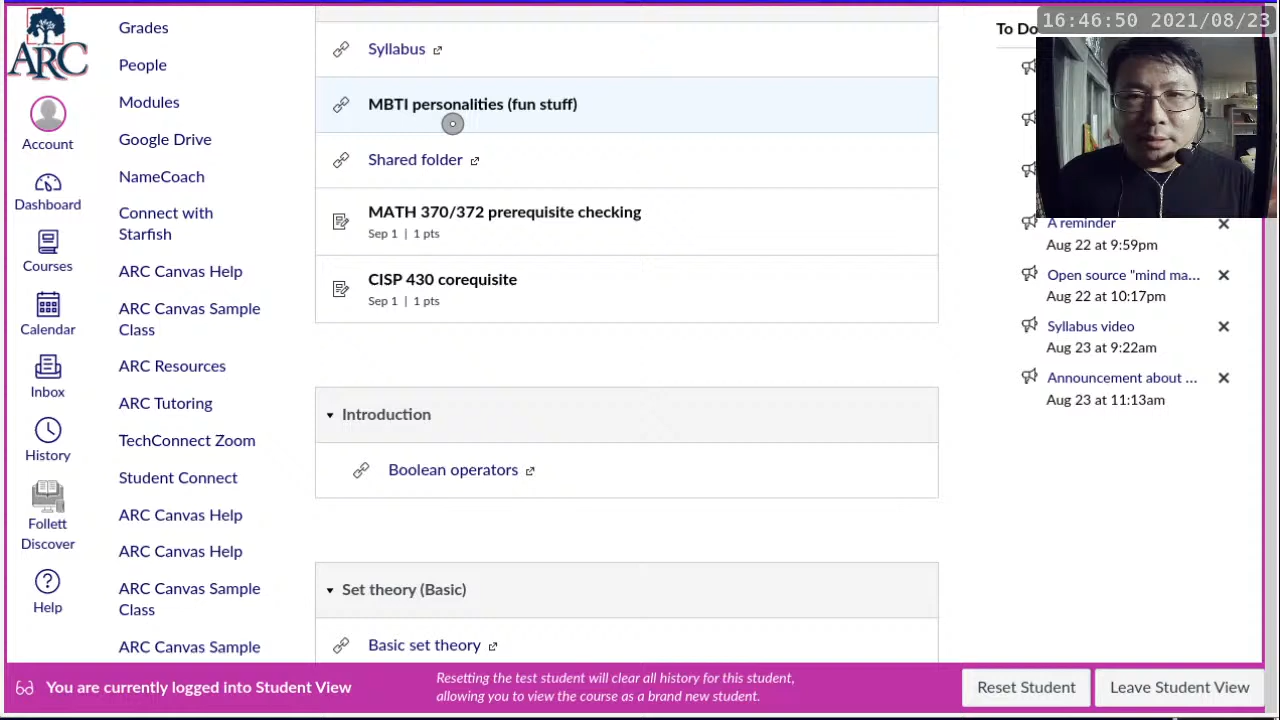 16:46:50 2021/08/23
ARC
Account
Dashboard
Courses
Calendar
Inbox
History
Follett
Discover
Help
Grades
People
Modules
Google Drive
NameCoach
Connect with
Starfish
ARC Canvas Help
ARC Canvas Sample
Class
ARC Resources
ARC Tutoring
TechConnect Zoom
Student Connect
ARC Canvas Help
ARC Canvas Help
ARC Canvas Sample
Class
ARC Canvas Sample
Syllabus
MBTI personalities (fun stuff)
Shared folder
MATH 370/372 prerequisite checking
Sep 1 | 1 pts
CISP 430 corequisite
Sep 1 | 1 pts
Introduction
Boolean operators
Set theory (Basic)
Basic set theory
To Do
A reminder
Aug 22 at 9:59pm
Open source "mind ma...
Aug 22 at 10:17pm
Syllabus video
Aug 23 at 9:22am
Announcement about ...
Aug 23 at 11:13am
You are currently logged into Student View
Resetting the test student will clear all history for this student,
allowing you to view the course as a brand new student.
Reset Student
Leave Student View